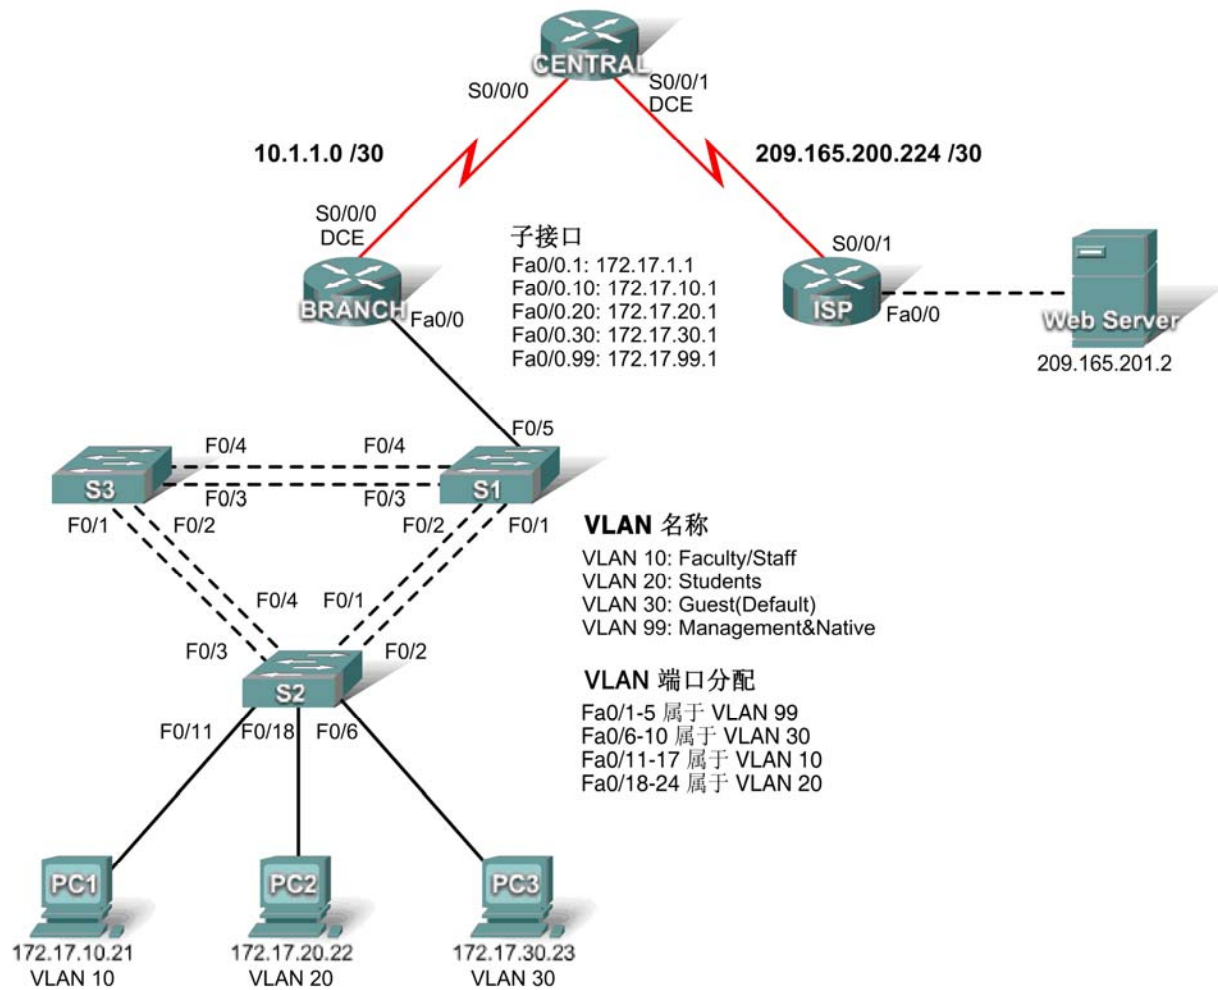 CENTRAL
S0/0/0
S0/0/1
DCE
10.1.1.0 /30
209.165.200.224 /30
S0/0/0
DCE
子接口
Fa0/0.1: 172.17.1.1
Fa0/0.10: 172.17.10.1
Fa0/0.20: 172.17.20.1
Fa0/0.30: 172.17.30.1
Fa0/0.99: 172.17.99.1
S0/0/1
BRANCH
Fa0/0
ISP
Fa0/0
Web Server
209.165.201.2
F0/5
F0/4
F0/4
S3
F0/3
F0/3
S1
F0/1
F0/2
F0/2
F0/1
VLAN 名称
VLAN 10: Faculty/Staff
VLAN 20: Students
VLAN 30: Guest(Default)
VLAN 99: Management&Native
F0/4
F0/1
F0/3
F0/2
S2
VLAN 端口分配
Fa0/1-5 属于 VLAN 99
Fa0/6-10 属于 VLAN 30
Fa0/11-17 属于 VLAN 10
Fa0/18-24 属于 VLAN 20
F0/11
F0/18
F0/6
PC1
PC2
PC3
172.17.10.21
VLAN 10
172.17.20.22
VLAN 20
172.17.30.23
VLAN 30